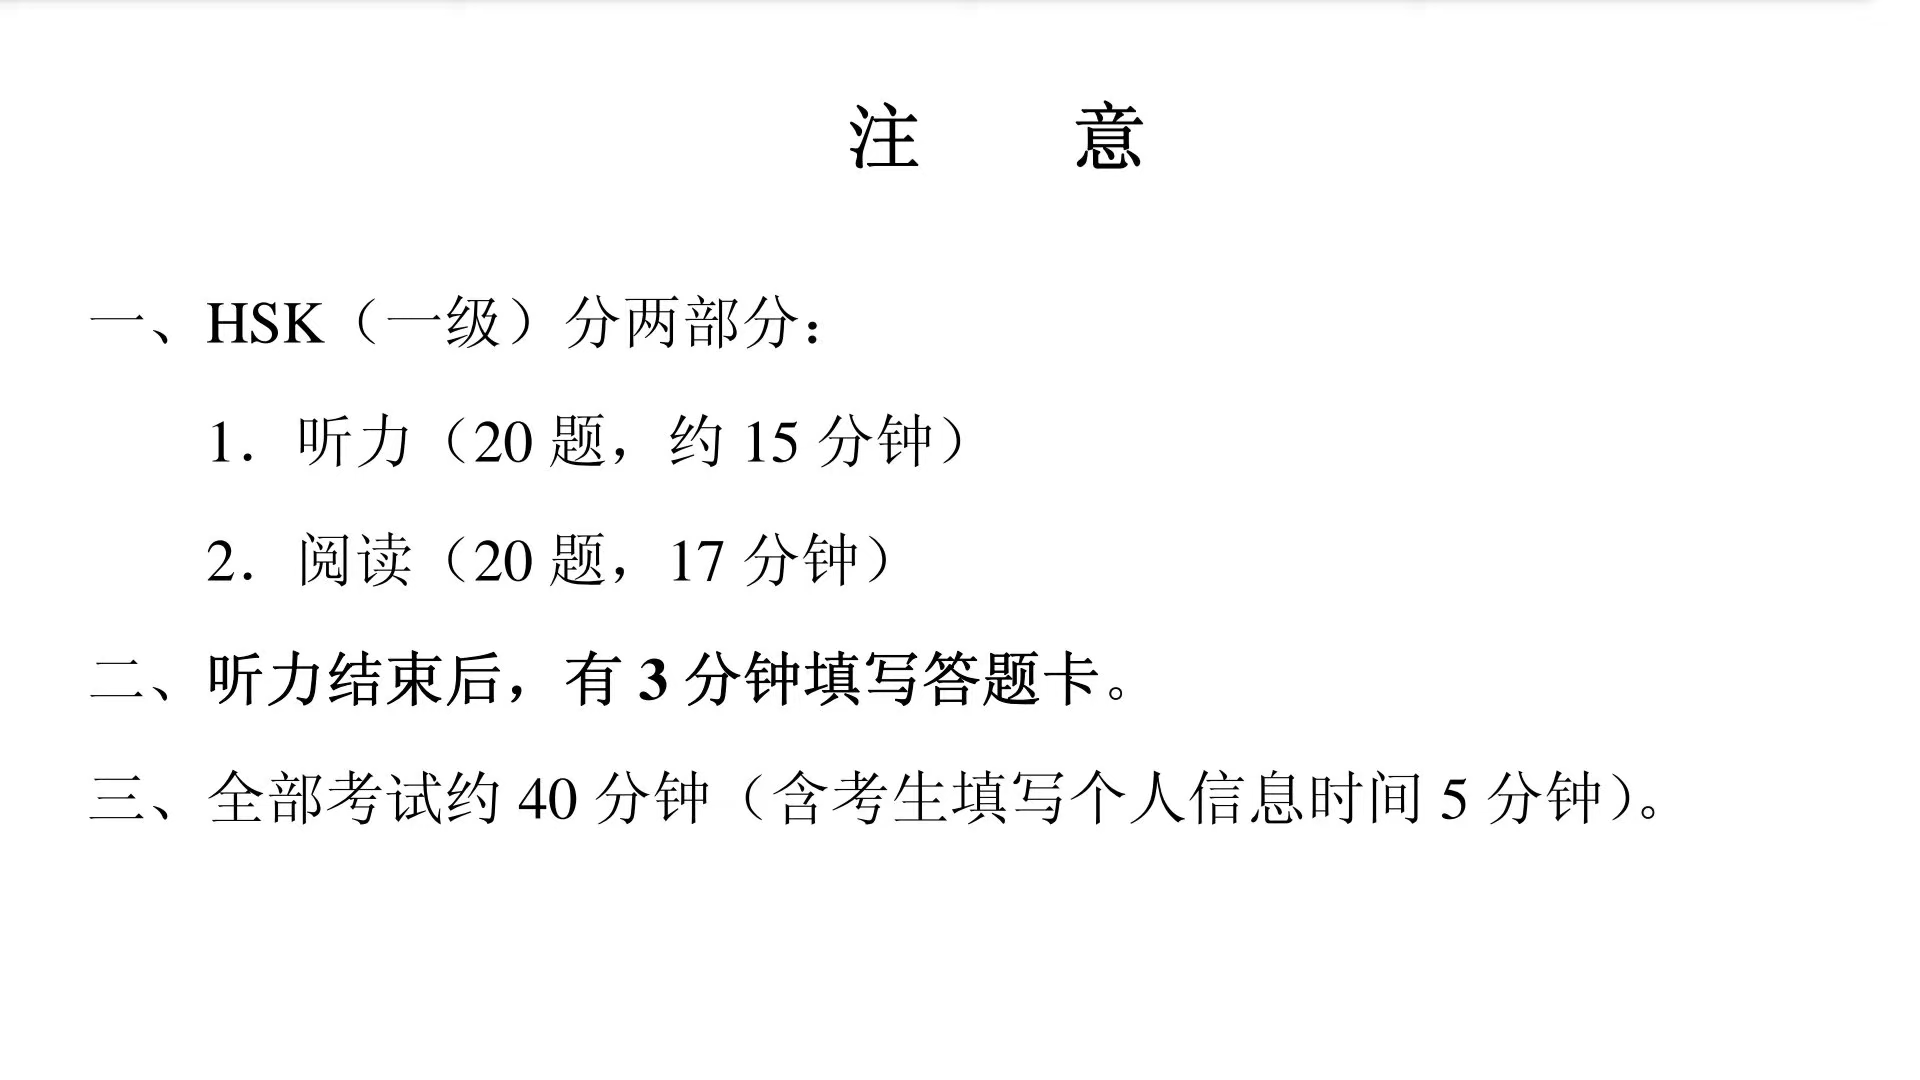 注 意
一、HSK（一级）分两部分：
1．听力（20 题，约 15 分钟）
2．阅读（20 题，17 分钟）
二、听力结束后，有 3 分钟填写答题卡。
三、全部考试约 40 分钟（含考生填写个人信息时间 5 分钟）。